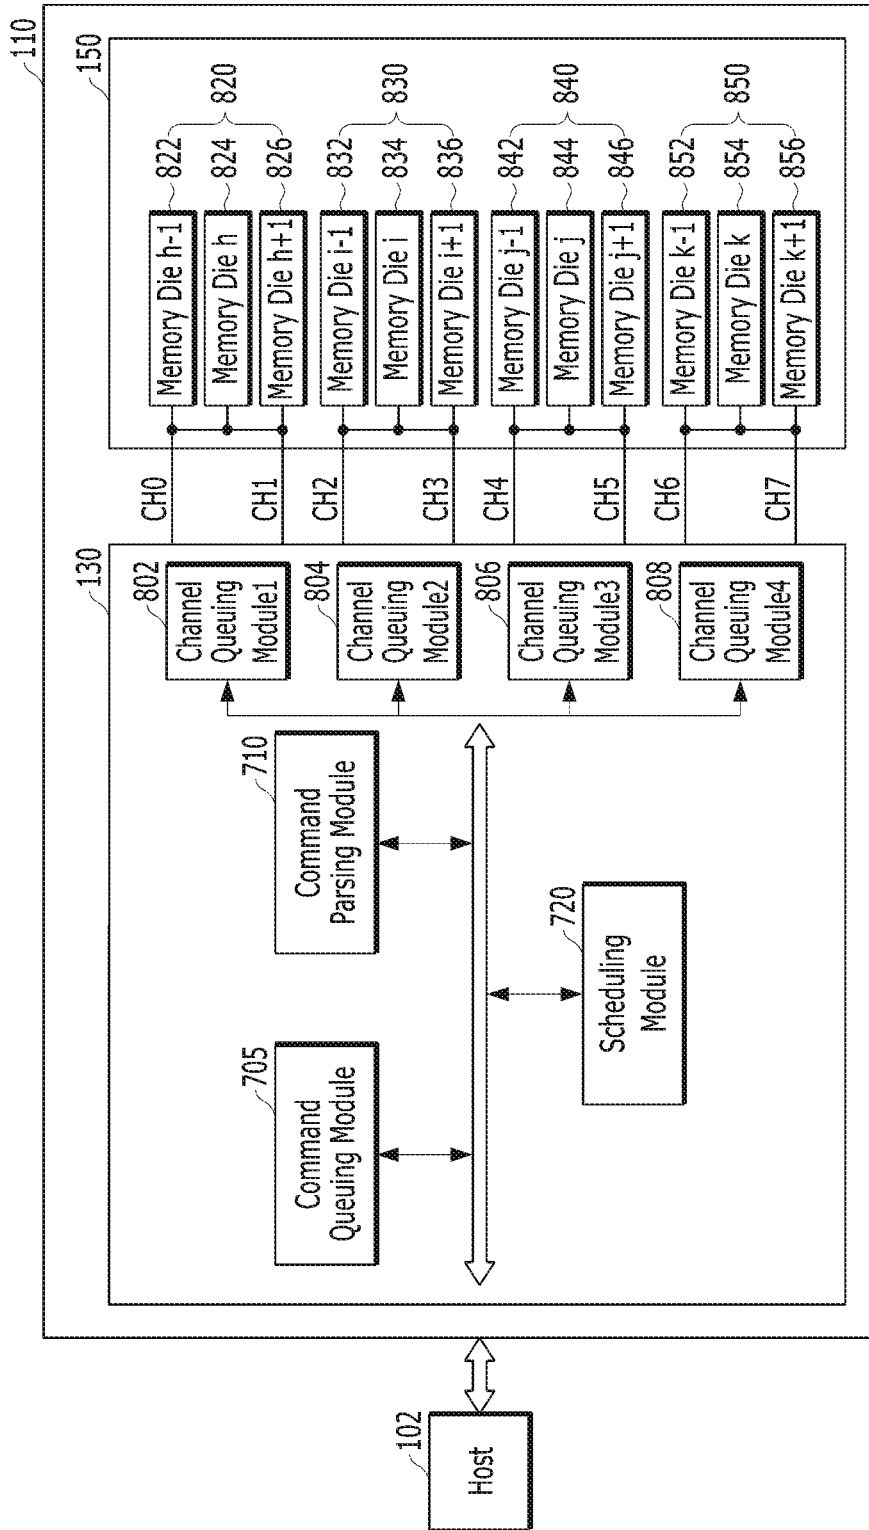 110
150
822
820
824
826
832
830
834
836
842
840
844
846
852
850
854
856
Memory Die h-1
Memory Die h
Memory Die h+1
Memory Die i-1
Memory Die i
Memory Die i+1
Memory Die j-1
Memory Die j
Memory Die j+1
Memory Die k-1
Memory Die k
Memory Die k+1
CH0
CH1
CH2
CH3
CH4
CH5
CH6
CH7
130
802
Channel
Queuing
Module1
804
Channel
Queuing
Module2
806
Channel
Queuing
Module3
808
Channel
Queuing
Module4
710
Command
Parsing Module
720
Scheduling
Module
705
Command
Queuing Module
102
Host